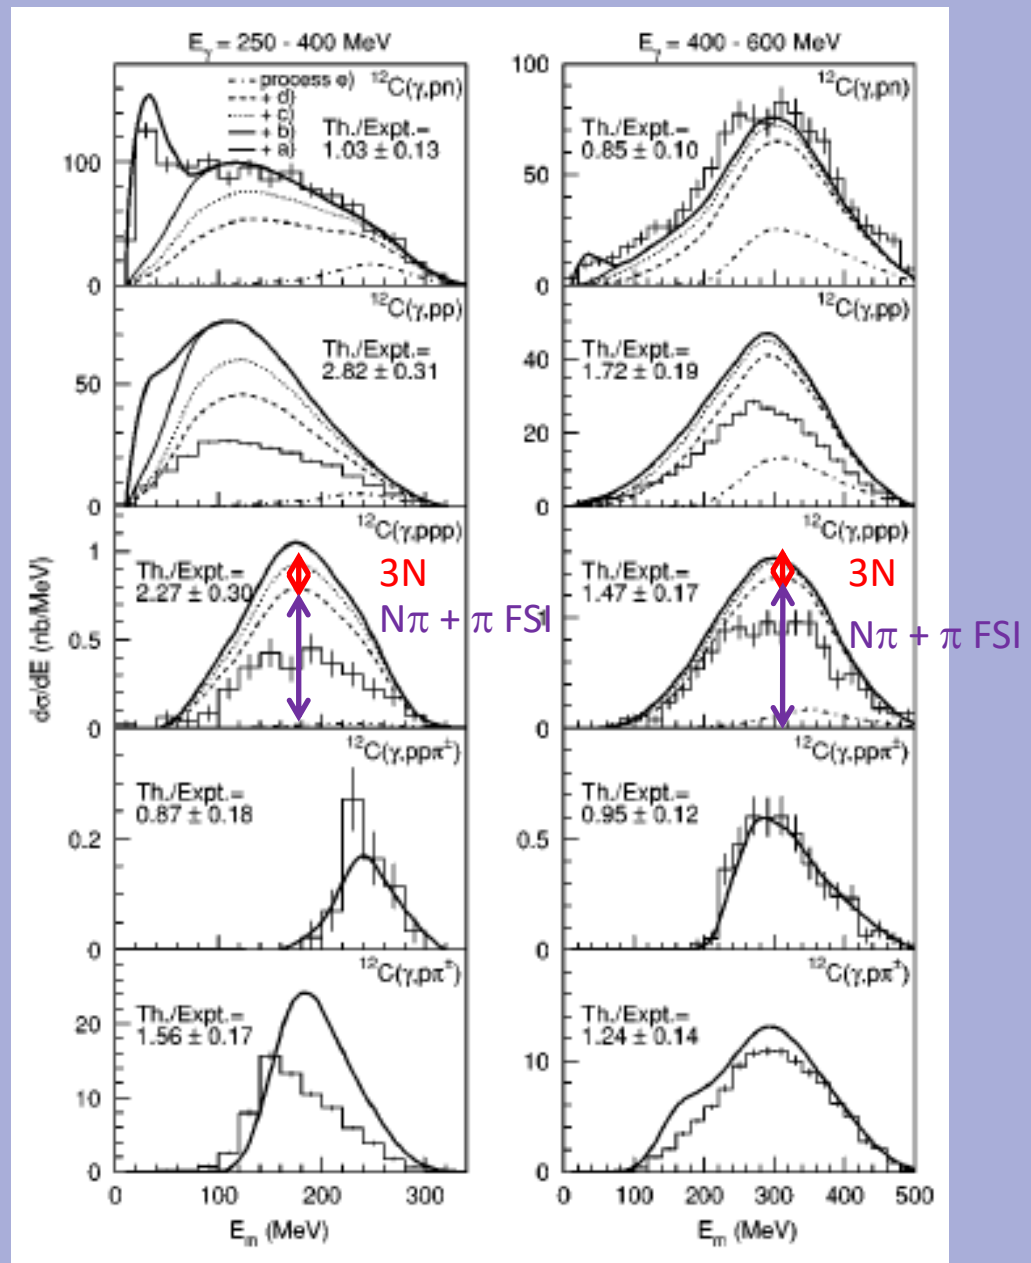 Eγ = 250 - 400 MeV
Eγ = 400 - 600 MeV
process e)
+ d)
+ c)
+ b)
+ a)
¹²C(γ,pn)
Th./Expt.=
1.03 ± 0.13
100
0
100
50
0
¹²C(γ,pn)
Th./Expt.=
0.85 ± 0.10
¹²C(γ,pp)
Th./Expt.=
2.82 ± 0.31
50
0
¹²C(γ,pp)
Th./Expt.=
1.72 ± 0.19
40
20
0
dσ/dE (nb/MeV)
¹²C(γ,ppp)
Th./Expt.=
2.27 ± 0.30
3N
Nπ + π FSI
1
0.5
0
¹²C(γ,ppp)
Th./Expt.=
1.47 ± 0.17
3N
Nπ + π FSI
1
0
¹²C(γ,ppπ±)
Th./Expt.=
0.87 ± 0.18
0.2
0
¹²C(γ,ppπ±)
Th./Expt.=
0.95 ± 0.12
0.5
0
¹²C(γ,pπ±)
Th./Expt.=
1.56 ± 0.17
20
10
0
¹²C(γ,pπ±)
Th./Expt.=
1.24 ± 0.14
10
0
0 100 200 300
0 100 200 300 400 500
Eₘ (MeV)
Eₘ (MeV)